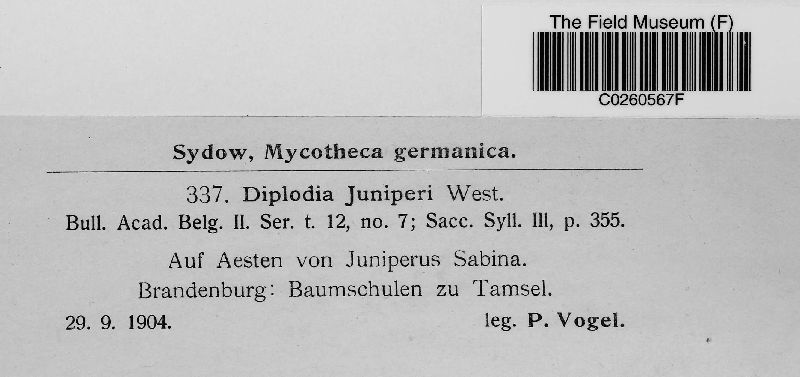 The Field Museum (F)
C0260567F
Sydow, Mycotheca germanica.
337. Diplodia Juniperi West.
Bull. Acad. Belg. II. Ser. t. 12, no. 7; Sacc. Syll. III, p. 355.
Auf Aesten von Juniperus Sabina.
Brandenburg: Baumschulen zu Tamsel.
29. 9. 1904. leg. P. Vogel.